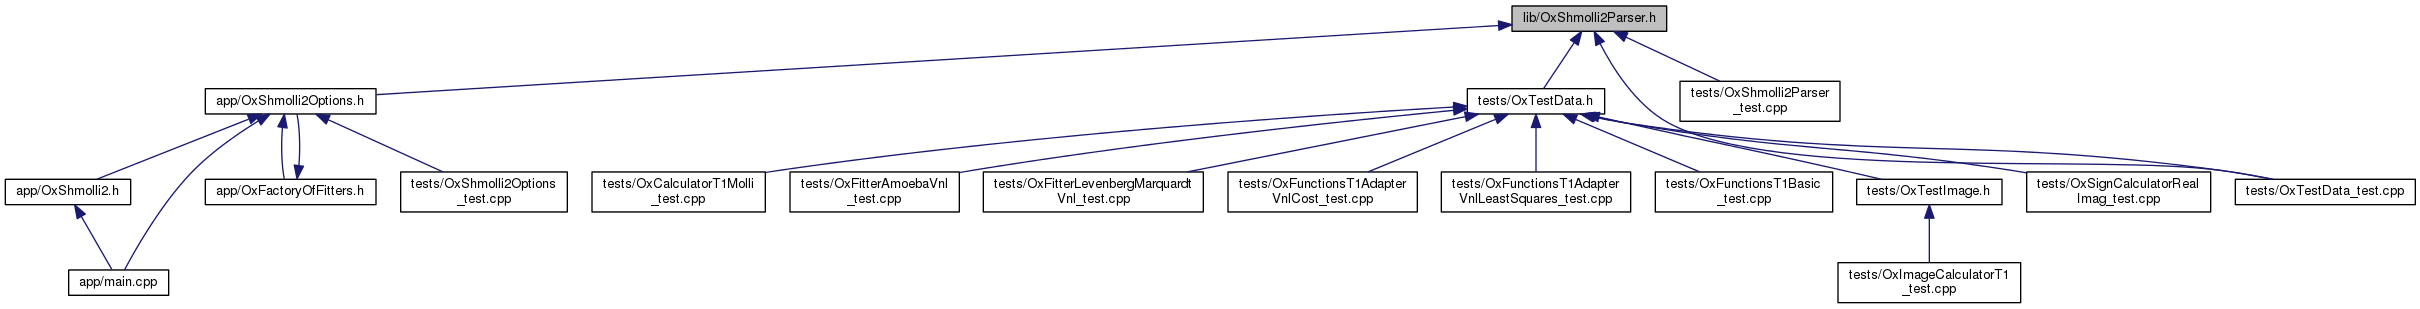 lib/OxShmolli2Parser.h
app/OxShmolli2Options.h
tests/OxTestData.h
tests/OxShmolli2Parser
_test.cpp
app/OxShmolli2.h
app/OxFactoryOfFitters.h
tests/OxShmolli2Options
_test.cpp
tests/OxCalculatorT1Molli
_test.cpp
tests/OxFitterAmoebaVnl
_test.cpp
tests/OxFitterLevenbergMarquardt
Vnl_test.cpp
tests/OxFunctionsT1Adapter
VnlCost_test.cpp
tests/OxFunctionsT1Adapter
VnlLeastSquares_test.cpp
tests/OxFunctionsT1Basic
_test.cpp
tests/OxTestImage.h
tests/OxSignCalculatorReal
Imag_test.cpp
tests/OxTestData_test.cpp
app/main.cpp
tests/OxImageCalculatorT1
_test.cpp